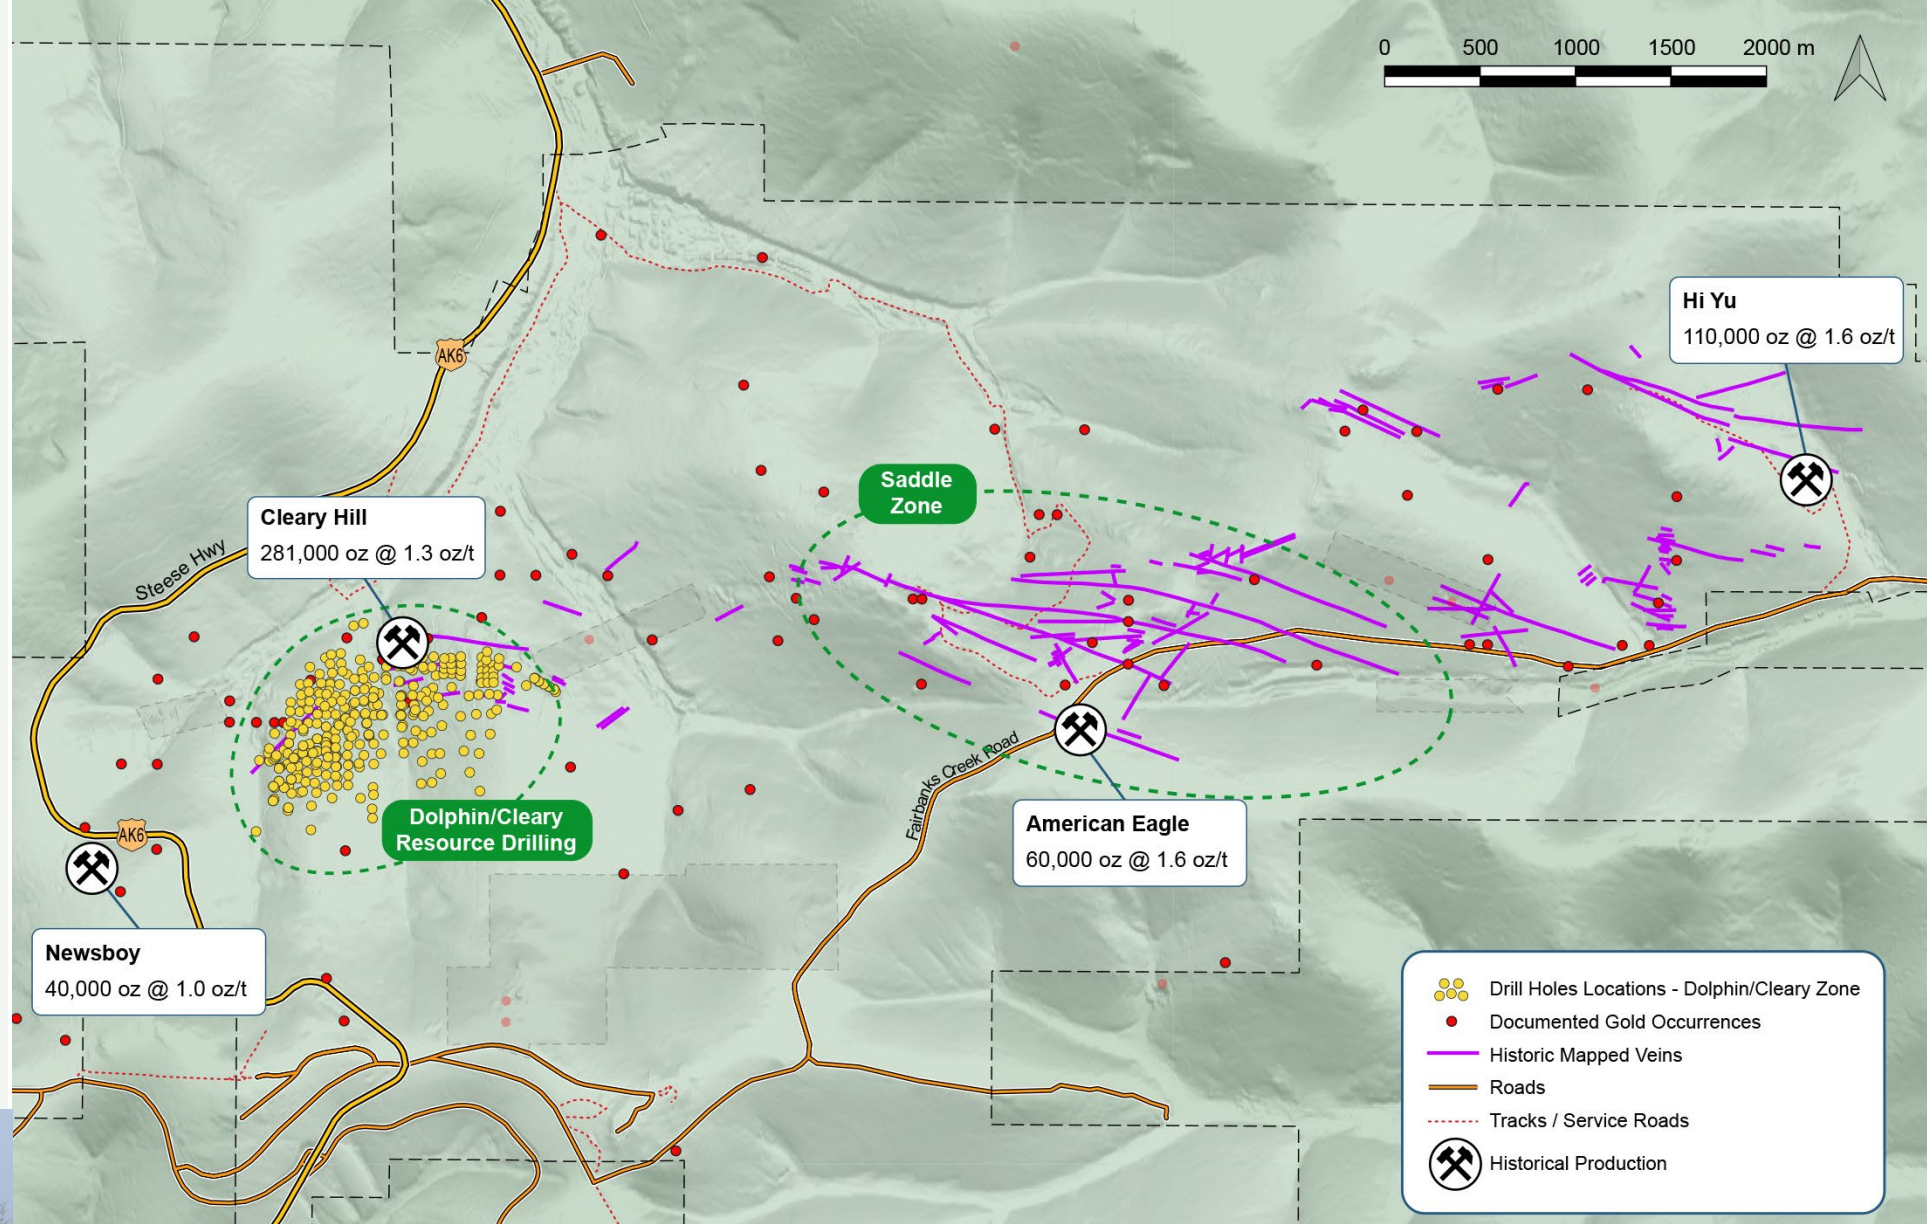 0 500 1000 1500 2000 m
Hi Yu
110,000 oz @ 1.6 oz/t
AK6
Saddle
Zone
Cleary Hill
281,000 oz @ 1.3 oz/t
Steese Hwy
Fairbanks Creek Road
Dolphin/Cleary
Resource Drilling
American Eagle
60,000 oz @ 1.6 oz/t
AK6
Newsboy
40,000 oz @ 1.0 oz/t
Drill Holes Locations - Dolphin/Cleary Zone
Documented Gold Occurrences
Historic Mapped Veins
Roads
Tracks / Service Roads
Historical Production